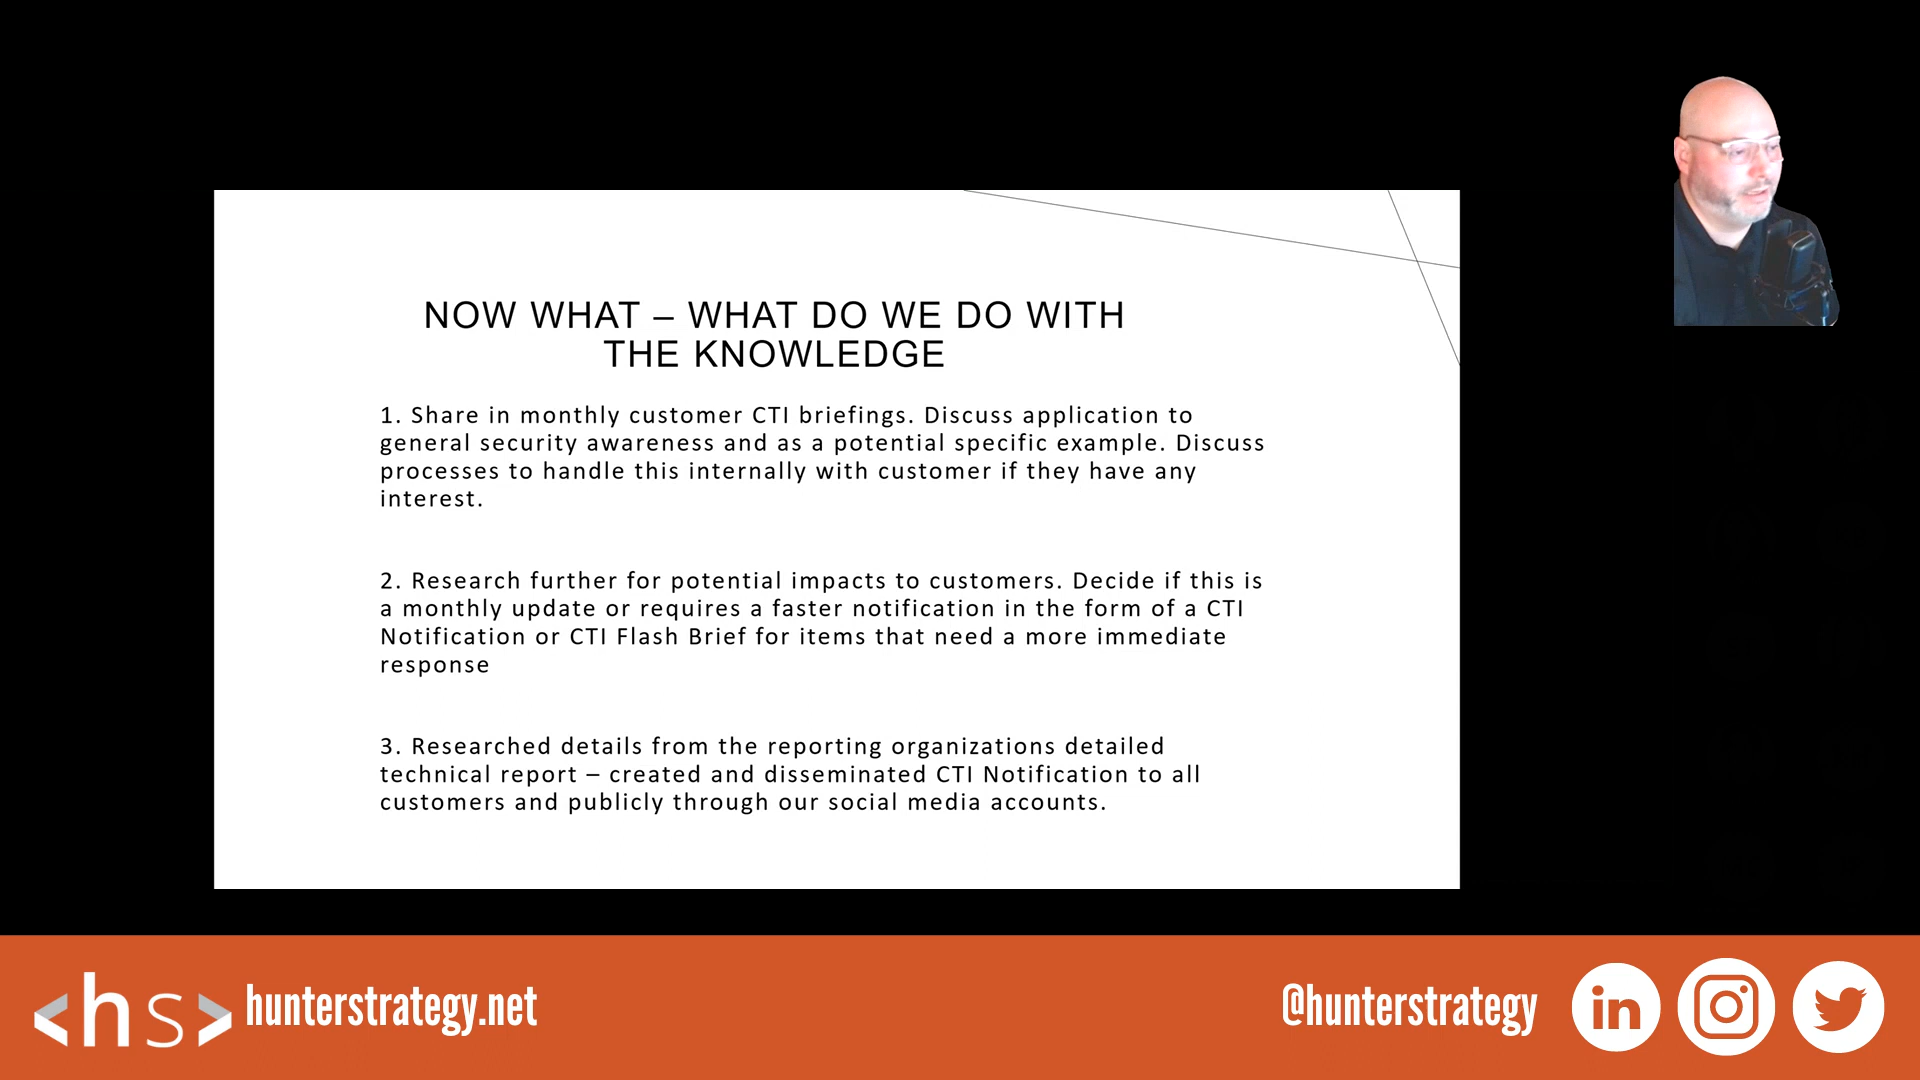 NOW WHAT – WHAT DO WE DO WITH
THE KNOWLEDGE
1. Share in monthly customer CTI briefings. Discuss application to
general security awareness and as a potential specific example. Discuss
processes to handle this internally with customer if they have any
interest.
2. Research further for potential impacts to customers. Decide if this is
a monthly update or requires a faster notification in the form of a CTI
Notification or CTI Flash Brief for items that need a more immediate
response
3. Researched details from the reporting organizations detailed
technical report – created and disseminated CTI Notification to all
customers and publicly through our social media accounts.
<hs> hunterstrategy.net
@hunterstrategy in